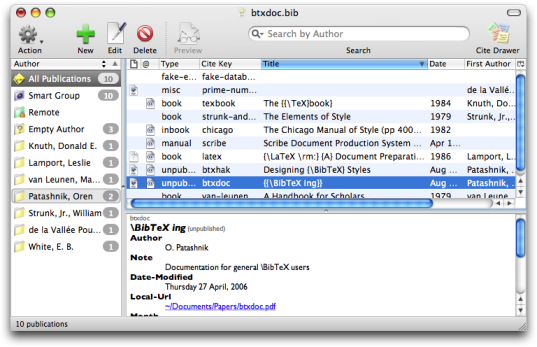 btxdoc.bib
Action New Edit Delete Preview Search by Author Search Cite Drawer
Author @ Type Cite Key Title Date First Author
All Publications 10
Smart Group 10
Remote
Empty Author 3
Knuth, Donald E. 1
Lamport, Leslie 1
van Leunen, Ma... 1
Patashnik, Oren 2
Strunk, Jr., William 1
de la Vallée Pou... 1
White, E. B. 1
fake-e... fake-datab...
misc prime-num... de la Vallé...
book texbook The {{\TeX}book} 1984 Knuth, Do...
book strunk-and... The Elements of Style 1979 Strunk, Jr.,...
inbook chicago The Chicago Manual of Style (pp 400... 1982
manual scribe Scribe Document Production System ... Apr 1...
book latex {\LaTeX \rm:} {A} Document Preparati... 1986 Lamport, L...
unpub... btxhak Designing {\BibTeX} Styles Aug ... Patashnik, ...
unpub... btxdoc {{\BibTeX ing}} Aug ... Patashnik, ...
book van-leunen A Handbook for Scholars 1979 van Leune...
btxdoc
\BibTeX ing (unpublished)
Author
O. Patashnik
Note
Documentation for general \BibTeX users
Date-Modified
Thursday 27 April, 2006
Local-Url
~/Documents/Papers/btxdoc.pdf
Month
10 publications